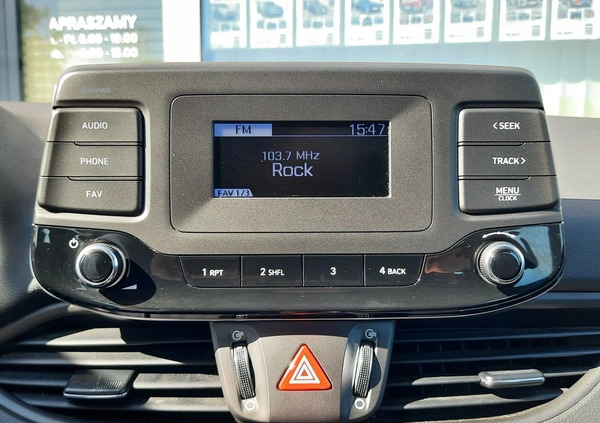 ZAPRASZAMY
AUDIO
PHONE
FAV
FM
15:47
103.7 MHz
Rock
FAV 1/3
< SEEK
TRACK >
MENU
CLOCK
1 RPT
2 SHFL
3
4 BACK